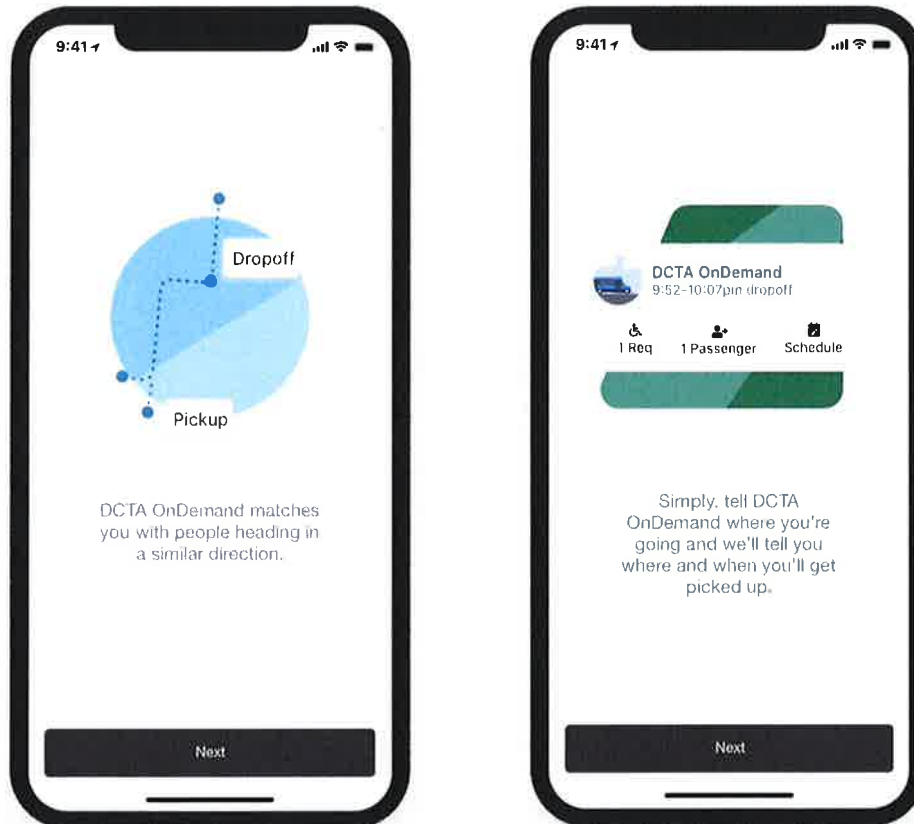 9:41
Dropoff
Pickup
DCTA OnDemand matches
you with people heading in
a similar direction.
Next
9:41
DCTA OnDemand
9:52-10:07pm dropoff
1 Req
1 Passenger
Schedule
Simply, tell DCTA
OnDemand where you're
going and we'll tell you
where and when you'll get
picked up.
Next